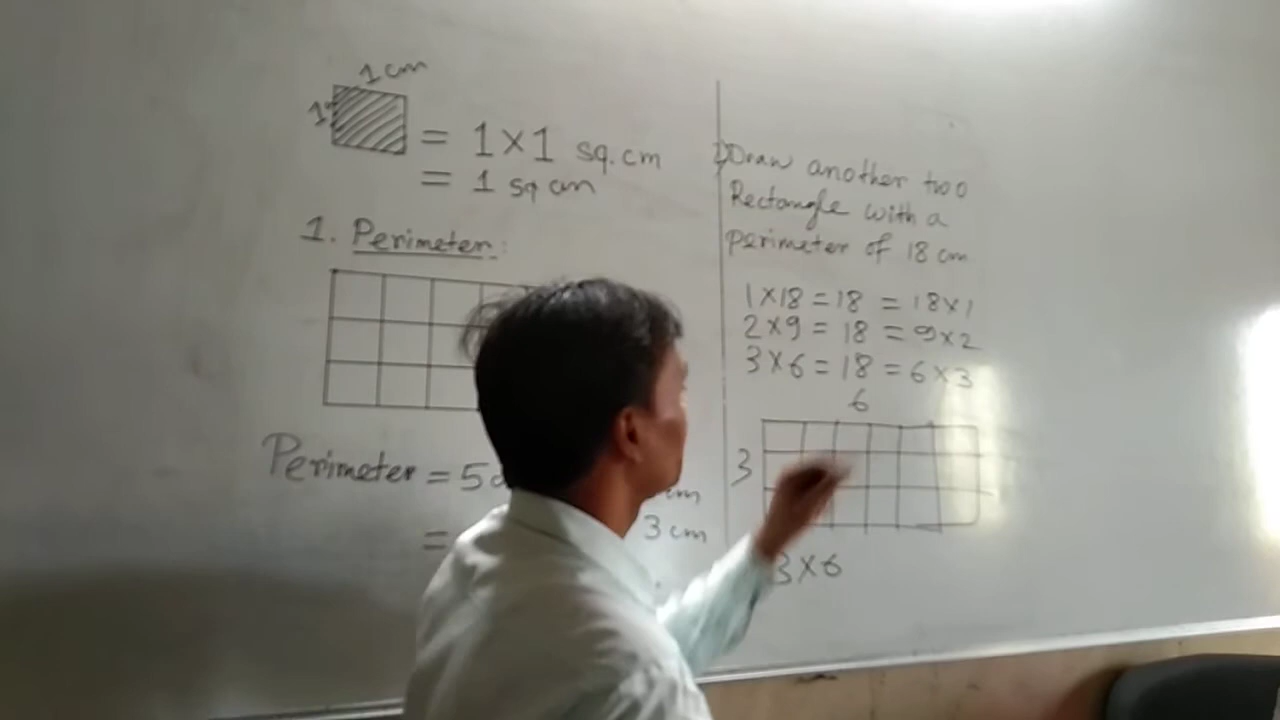 1 cm
1
= 1×1 sq.cm
= 1 sq cm
1. Perimeter:
Perimeter = 5
cm
= 3 cm
Draw another two
Rectangle with a
perimeter of 18 cm
1×18 = 18 = 18×1
2×9 = 18 = 9×2
3×6 = 18 = 6×3
6
3
3×6